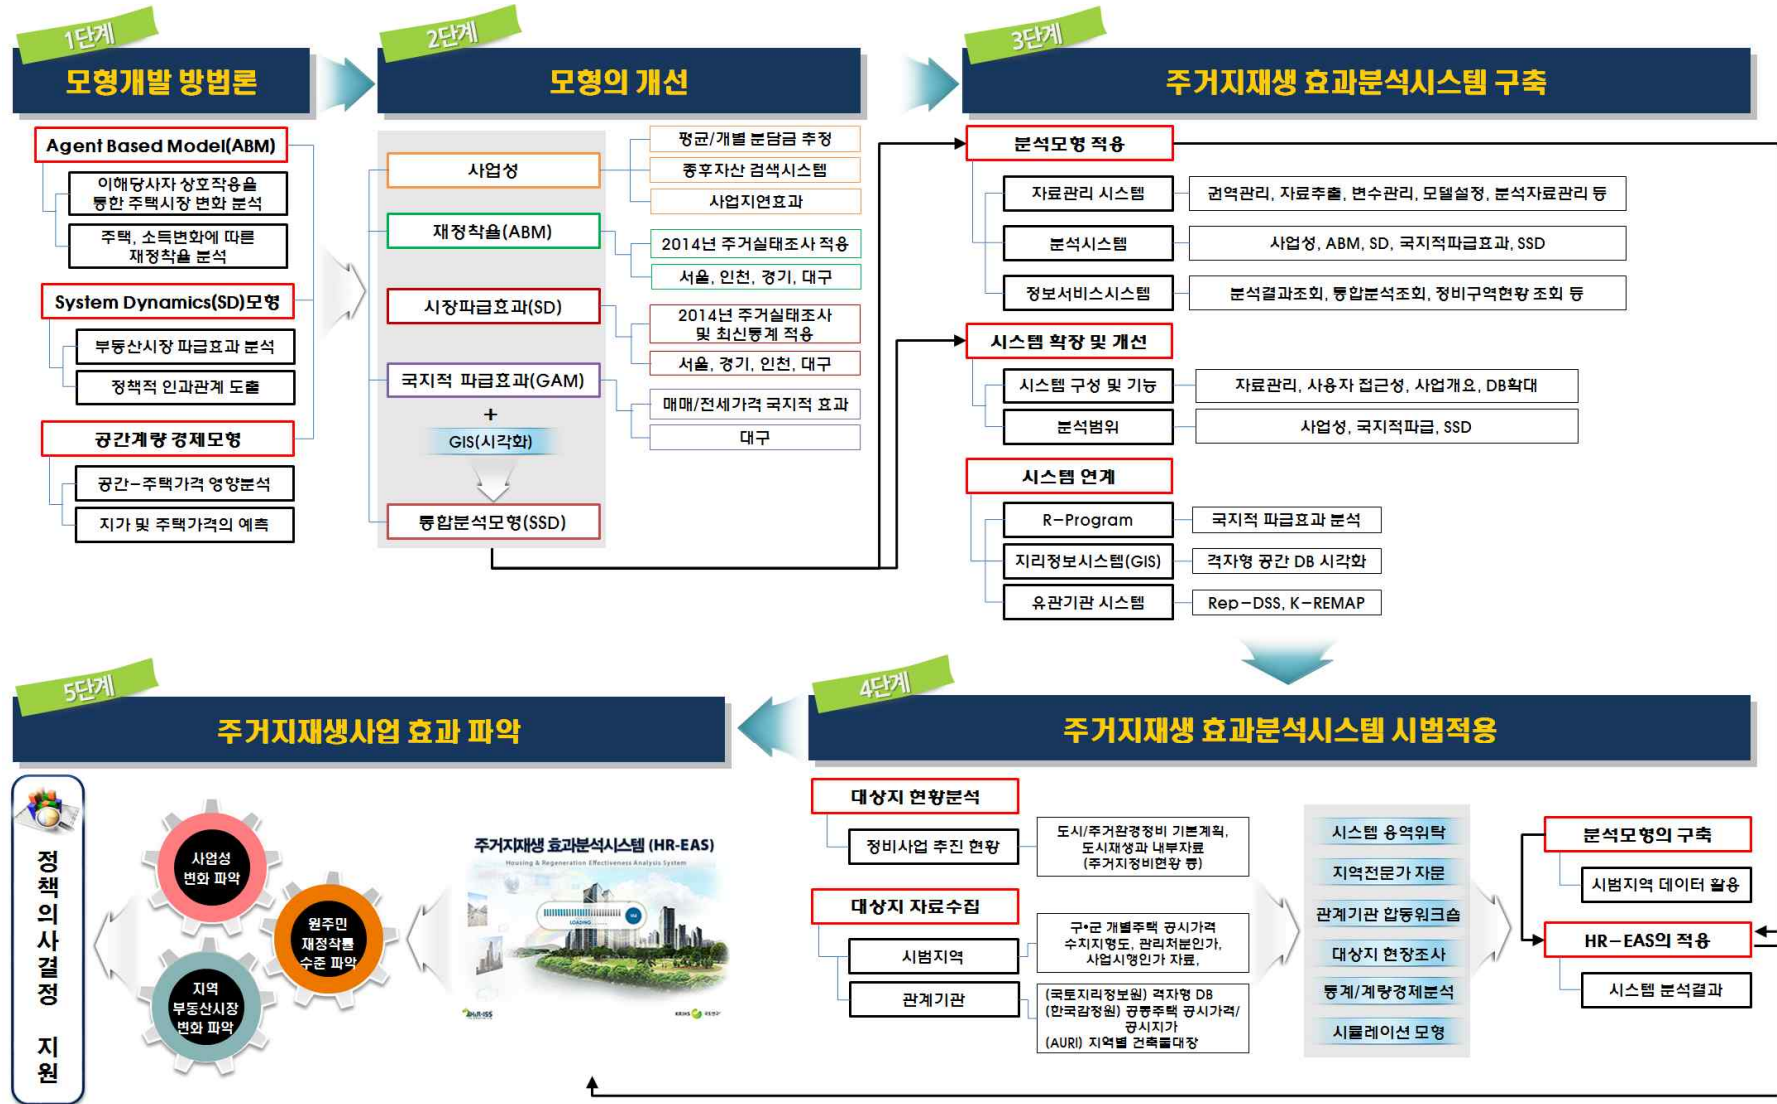 1단계
모형개발 방법론
Agent Based Model(ABM)
이해당사자 상호작용을
통한 주택시장 변화 분석
주택, 소득변화에 따른
재정착율 분석
System Dynamics(SD)모형
부동산시장 파급효과 분석
정책적 인과관계 도출
공간계량 경제모형
공간-주택가격 영향분석
지가 및 주택가격의 예측
2단계
모형의 개선
사업성
평균/개별 분담금 추정
종후자산 검색시스템
사업지연효과
재정착율(ABM)
2014년 주거실태조사 적용
서울, 인천, 경기, 대구
시장파급효과(SD)
2014년 주거실태조사
및 최신통계 적용
서울, 경기, 인천, 대구
국지적 파급효과(GAM)
매매/전세가격 국지적 효과
대구
+
GIS(시각화)
통합분석모형(SSD)
3단계
주거지재생 효과분석시스템 구축
분석모형 적용
자료관리 시스템
권역관리, 자료추출, 변수관리, 모델설정, 분석자료관리 등
분석시스템
사업성, ABM, SD, 국지적파급효과, SSD
정보서비스시스템
분석결과조회, 통합분석조회, 정비구역현황 조회 등
시스템 확장 및 개선
시스템 구성 및 기능
자료관리, 사용자 접근성, 사업개요, DB확대
분석범위
사업성, 국지적파급, SSD
시스템 연계
R-Program
국지적 파급효과 분석
지리정보시스템(GIS)
격자형 공간 DB 시각화
유관기관 시스템
Rep-DSS, K-REMAP
4단계
주거지재생 효과분석시스템 시범적용
대상지 현황분석
정비사업 추진 현황
도시/주거환경정비 기본계획,
도시재생과 내부자료
(주거지정비현황 등)
대상지 자료수집
시범지역
구•군 개별주택 공시가격
수치지형도, 관리처분인가,
사업시행인가 자료,
관계기관
(국토지리정보원) 격자형 DB
(한국감정원) 공동주택 공시가격/
공시지가
(AURI) 지역별 건축물대장
시스템 용역위탁
지역전문가 자문
관계기관 합동워크숍
대상지 현장조사
통계/계량경제분석
시뮬레이션 모형
분석모형의 구축
시범지역 데이터 활용
HR-EAS의 적용
시스템 분석결과
5단계
주거지재생사업 효과 파악
주거지재생 효과분석시스템 (HR-EAS)
Housing & Regeneration Effectiveness Analysis System
LOADING
사업성
변화 파악
원주민
재정착률
수준 파악
지역
부동산시장
변화 파악
정책의사결정 지원